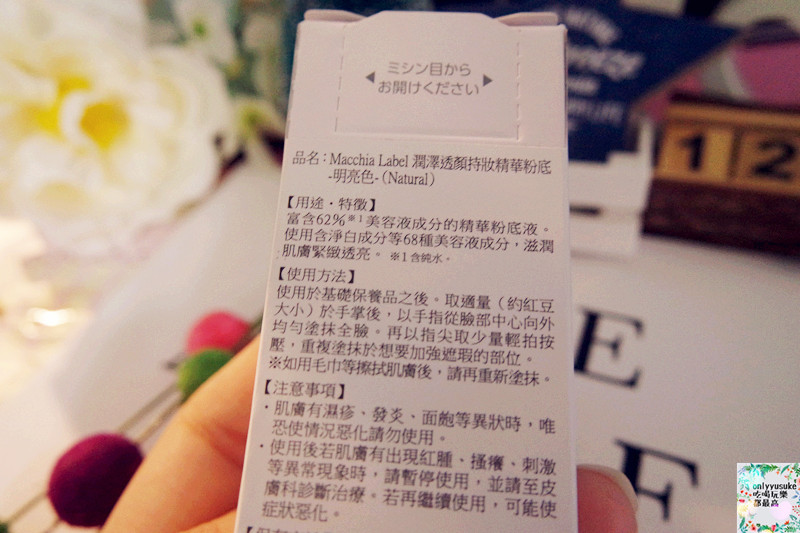 ミシン目から
お開けください
品名：Macchia Label 潤澤透顏持妝精華粉底
-明亮色-（Natural）
【用途・特徵】
富含62%※1美容液成分的精華粉底液。
使用含淨白成分等68種美容液成分，滋潤
肌膚緊緻透亮。 ※1 含純水。
【使用方法】
使用於基礎保養品之後。取適量（約紅豆
大小）於手掌後，以手指從臉部中心向外
均勻塗抹全臉。再以指尖取少量輕拍按
壓，重複塗抹於想要加強遮瑕的部位。
※如用毛巾等擦拭肌膚後，請再重新塗抹。
【注意事項】
・肌膚有濕疹、發炎、面皰等異狀時，唯
恐使情況惡化請勿使用。
・使用後若肌膚有出現紅腫、搔癢、刺激
等異常現象時，請暫停使用，並請至皮
膚科診斷治療。若再繼續使用，可能使
症狀惡化。
1 2
E
E
onlyyusuke
吃喝玩樂
都最高